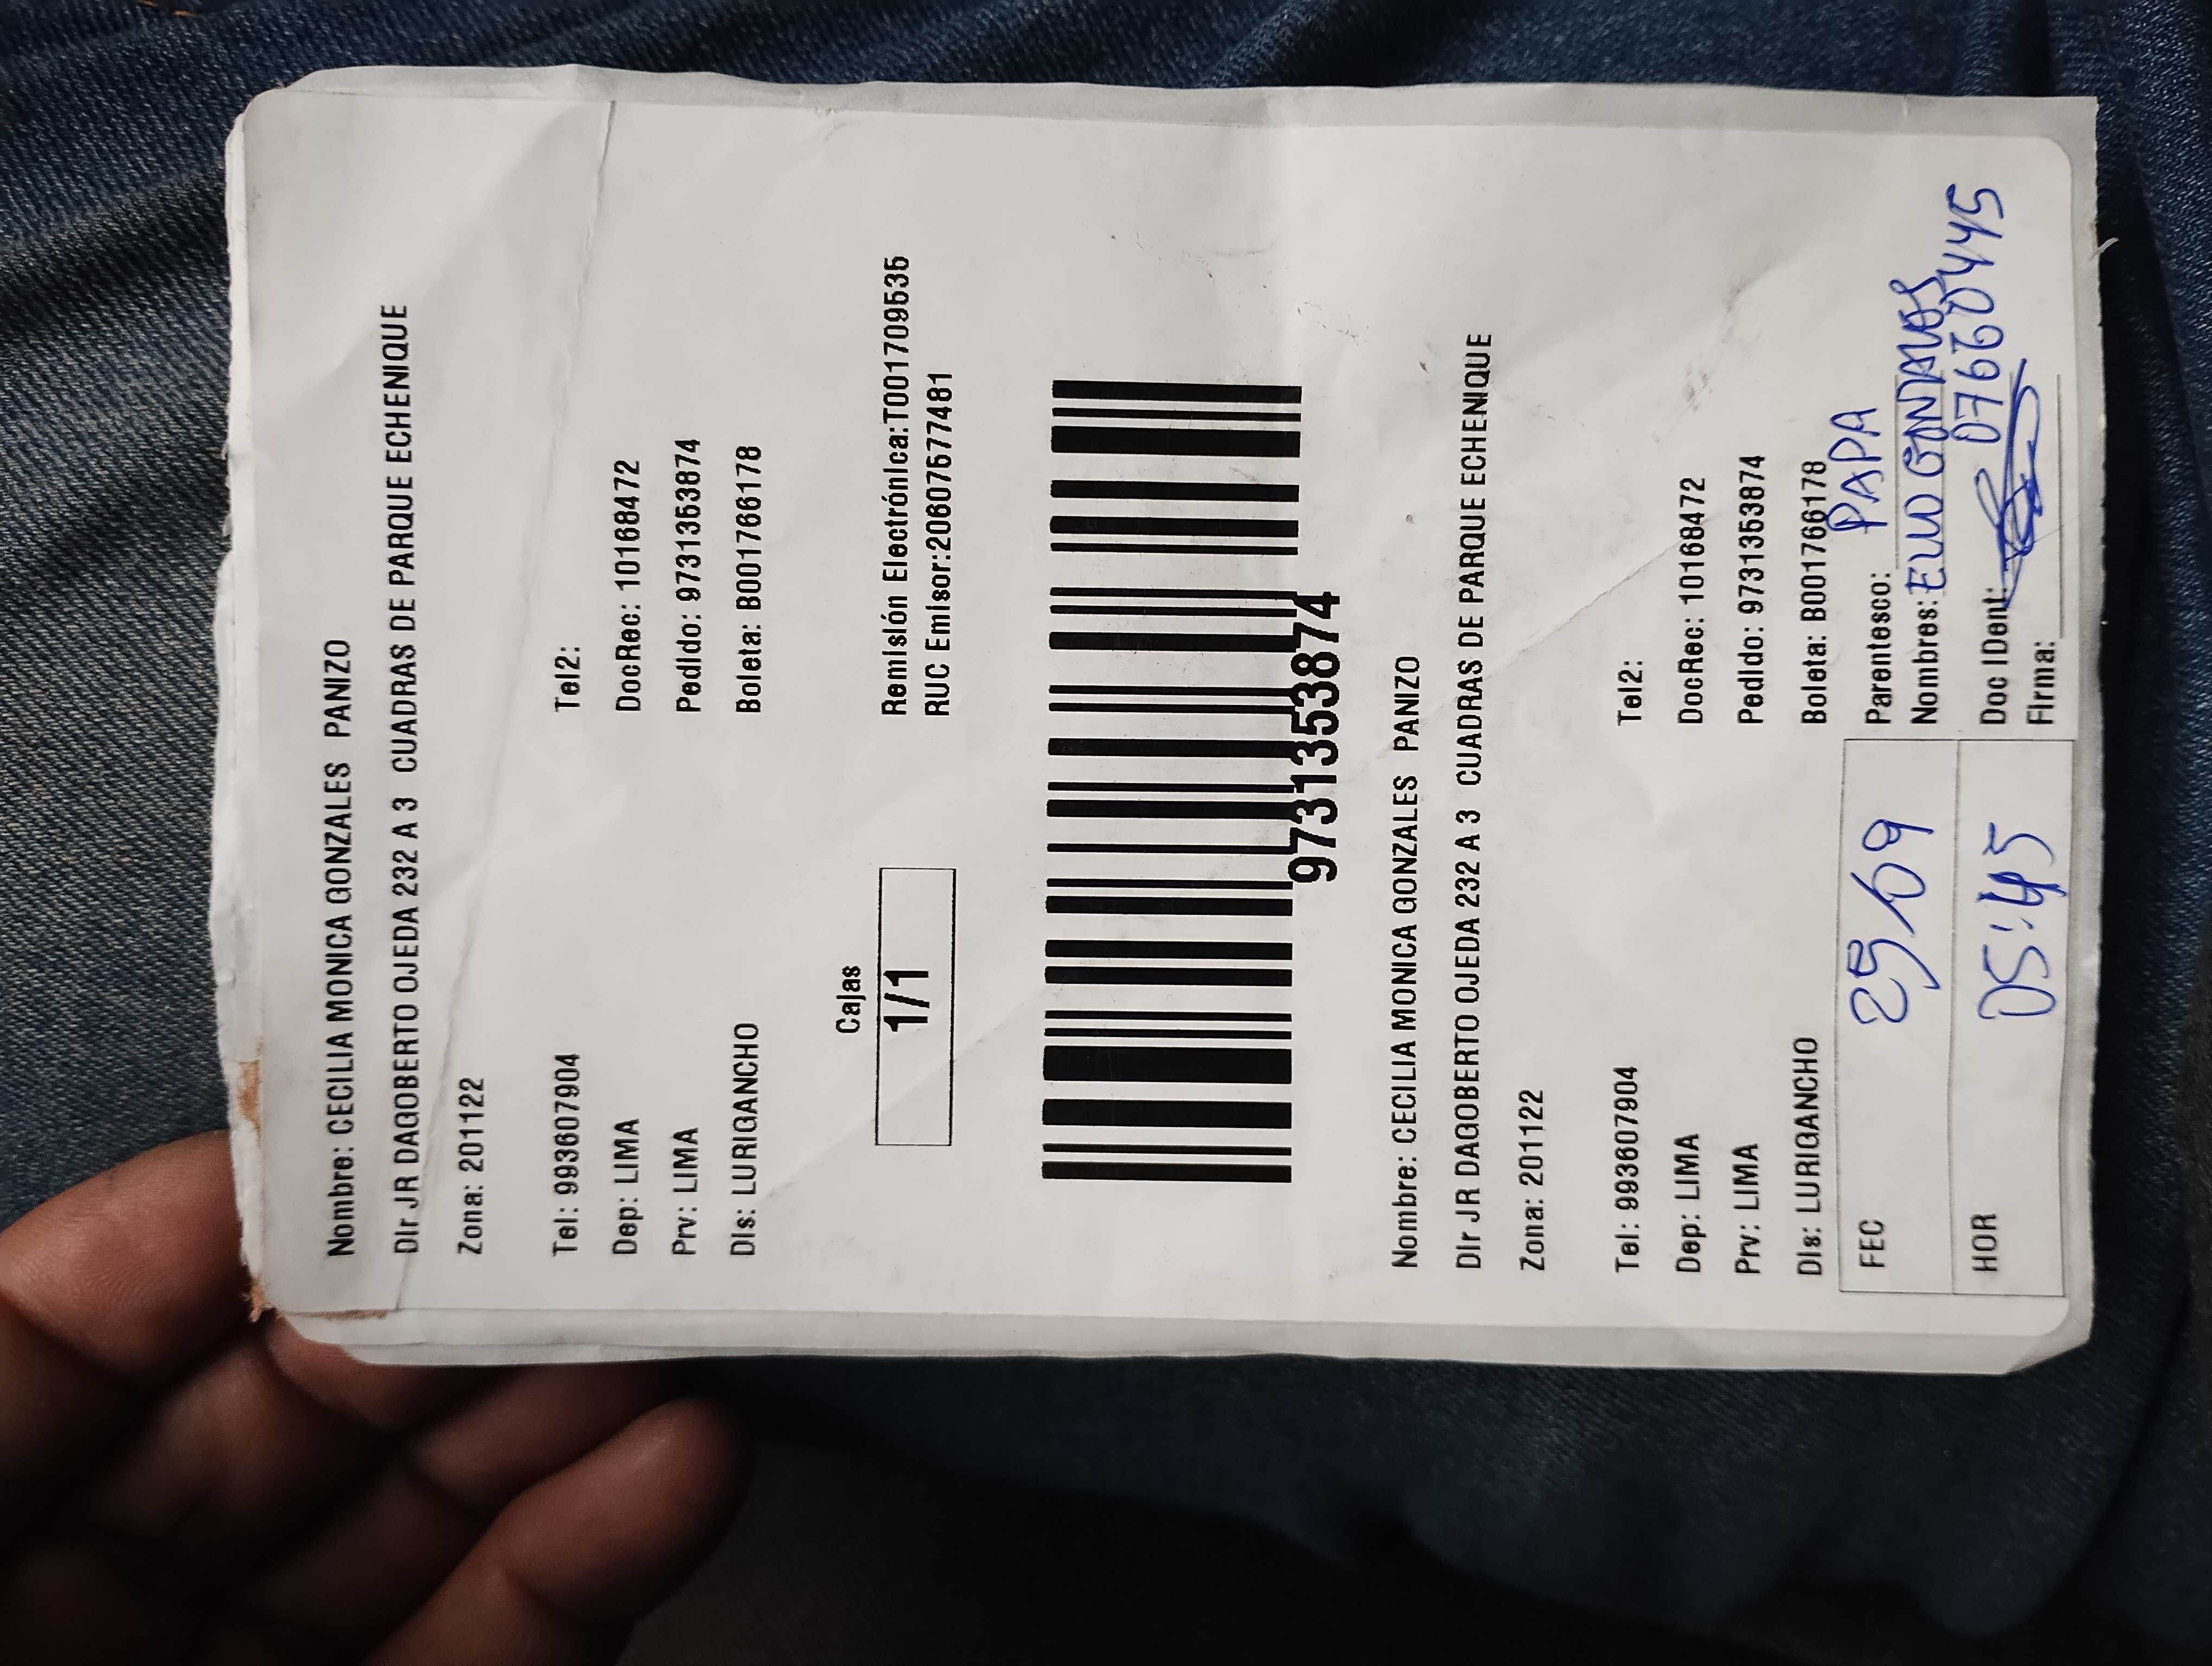 Nombre: CECILIA MONICA GONZALES PANIZO
Dir JR DAGOBERTO OJEDA 232 A 3 CUADRAS DE PARQUE ECHENIQUE
Zona: 201122
Tel: 993607904 Tel2:
Dep: LIMA DocRec: 10168472
Prv: LIMA Pedido: 9731353874
Dis: LURIGANCHO Boleta: B001766178
Cajas
1/1
Remisión Electrónica:T001709536
RUC Emisor:20607577481
9731353874
Nombre: CECILIA MONICA GONZALES PANIZO
Dir JR DAGOBERTO OJEDA 232 A 3 CUADRAS DE PARQUE ECHENIQUE
Zona: 201122
Tel: 993607904 Tel2:
Dep: LIMA DocRec: 10168472
Prv: LIMA Pedido: 9731353874
Dis: LURIGANCHO Boleta: B001766178
FEC 25/09 Parentesco: PAPA
Nombres:
HOR 05:45 Doc IDent: 07660445
Firma: